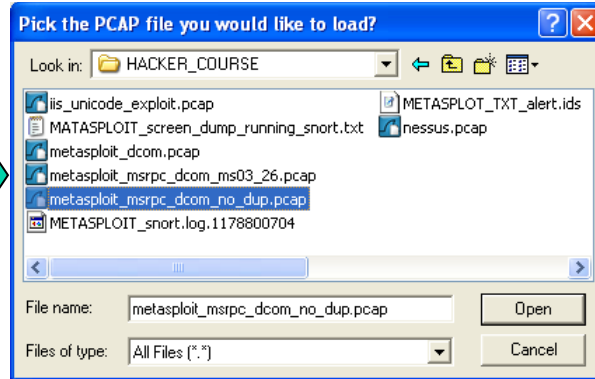 Pick the PCAP file you would like to load?
Look in: HACKER_COURSE
iis_unicode_exploit.pcap
MATASPLOIT_screen_dump_running_snort.txt
metasploit_dcom.pcap
metasploit_msrpc_dcom_ms03_26.pcap
metasploit_msrpc_dcom_no_dup.pcap
METASPLOIT_snort.log.1178800704
METASPLOT_TXT_alert.ids
nessus.pcap
File name: metasploit_msrpc_dcom_no_dup.pcap Open
Files of type: All Files (*.*) Cancel